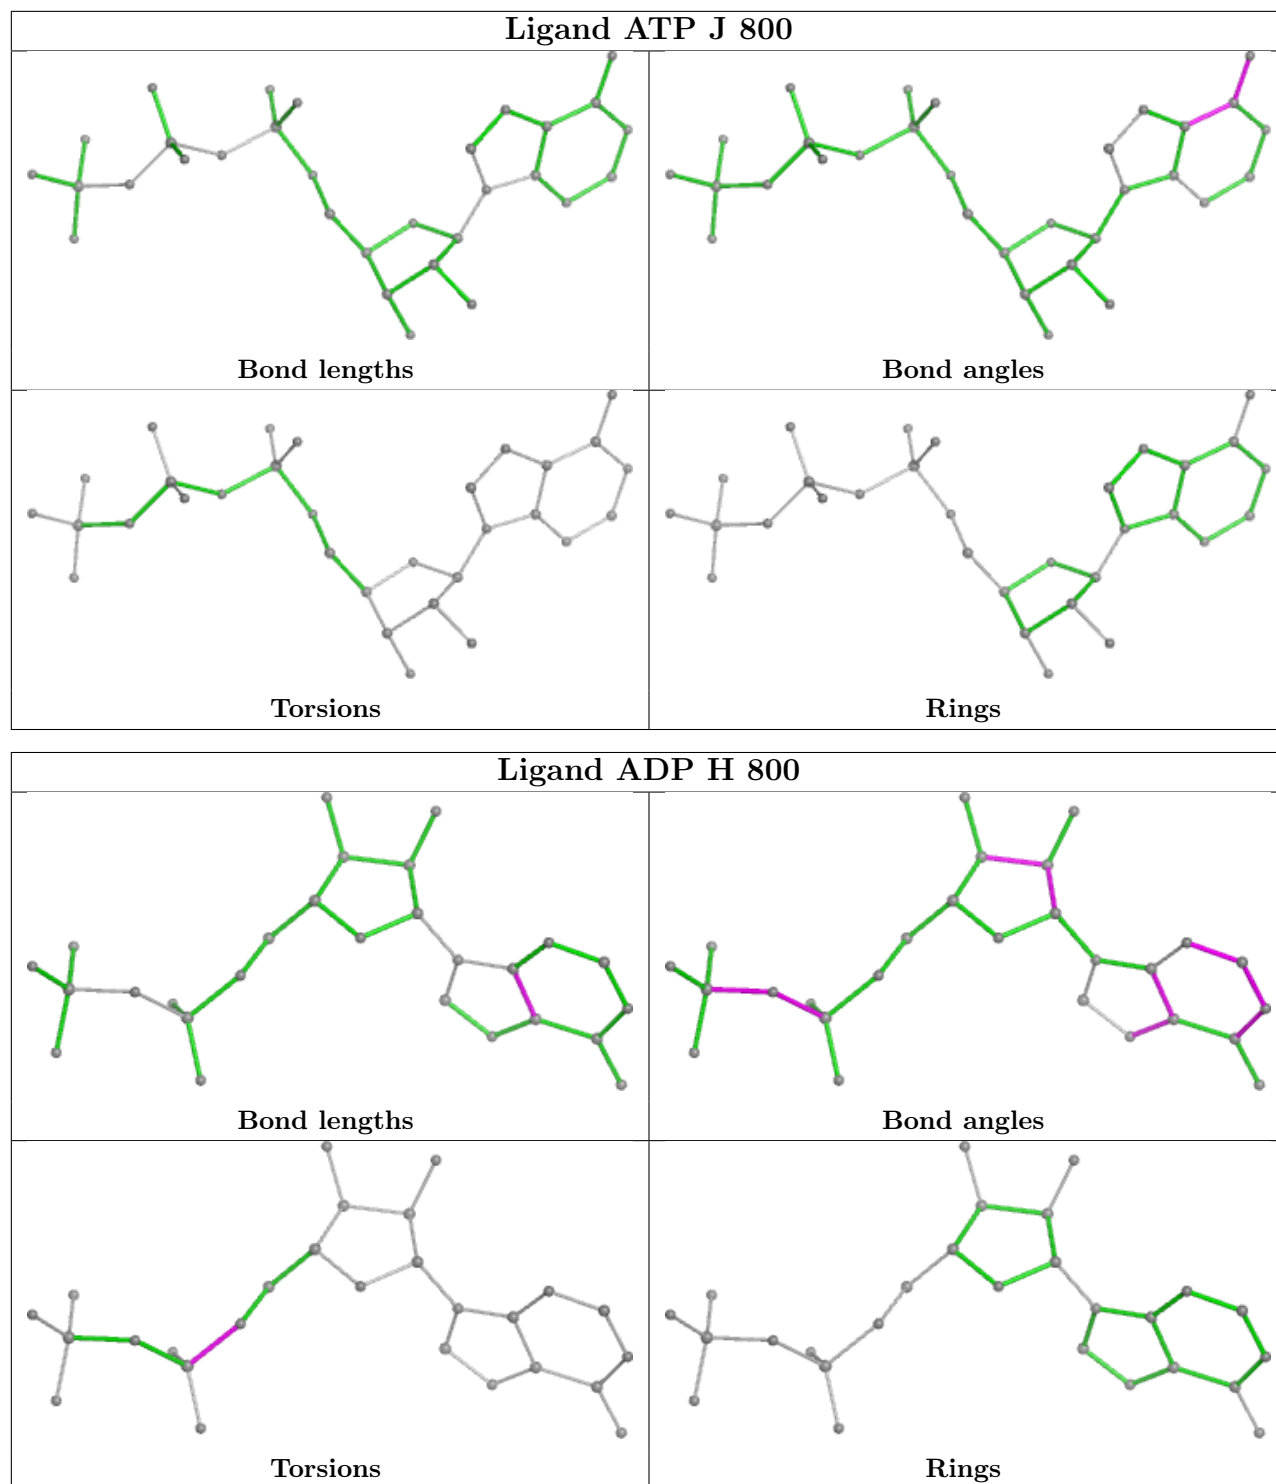 Ligand ATP J 800
Bond lengths
Bond angles
Torsions
Rings
Ligand ADP H 800
Bond lengths
Bond angles
Torsions
Rings